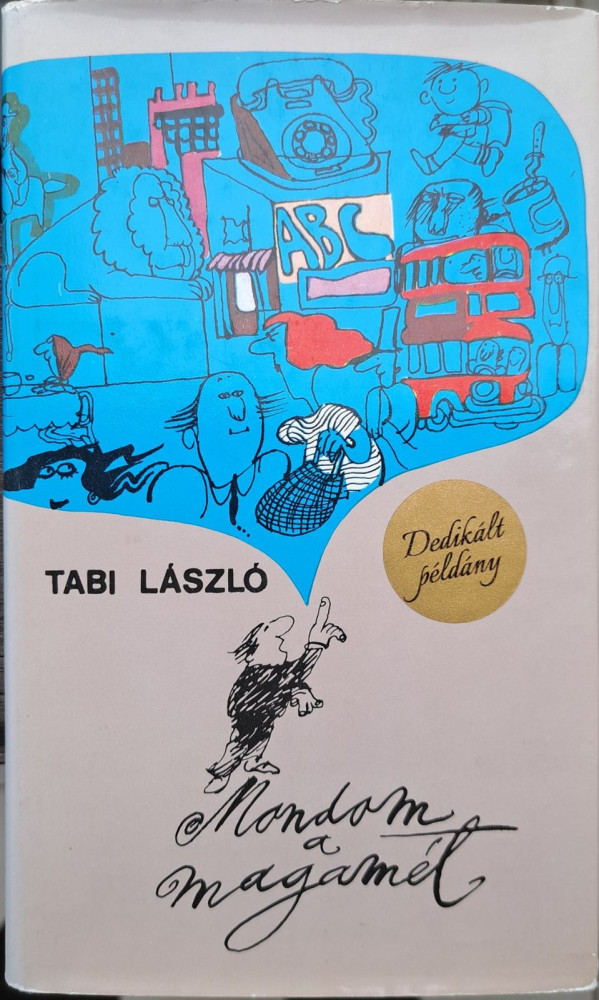 ABC
TABI LÁSZLÓ
Dedikált
példány
Mondom
a
magamét